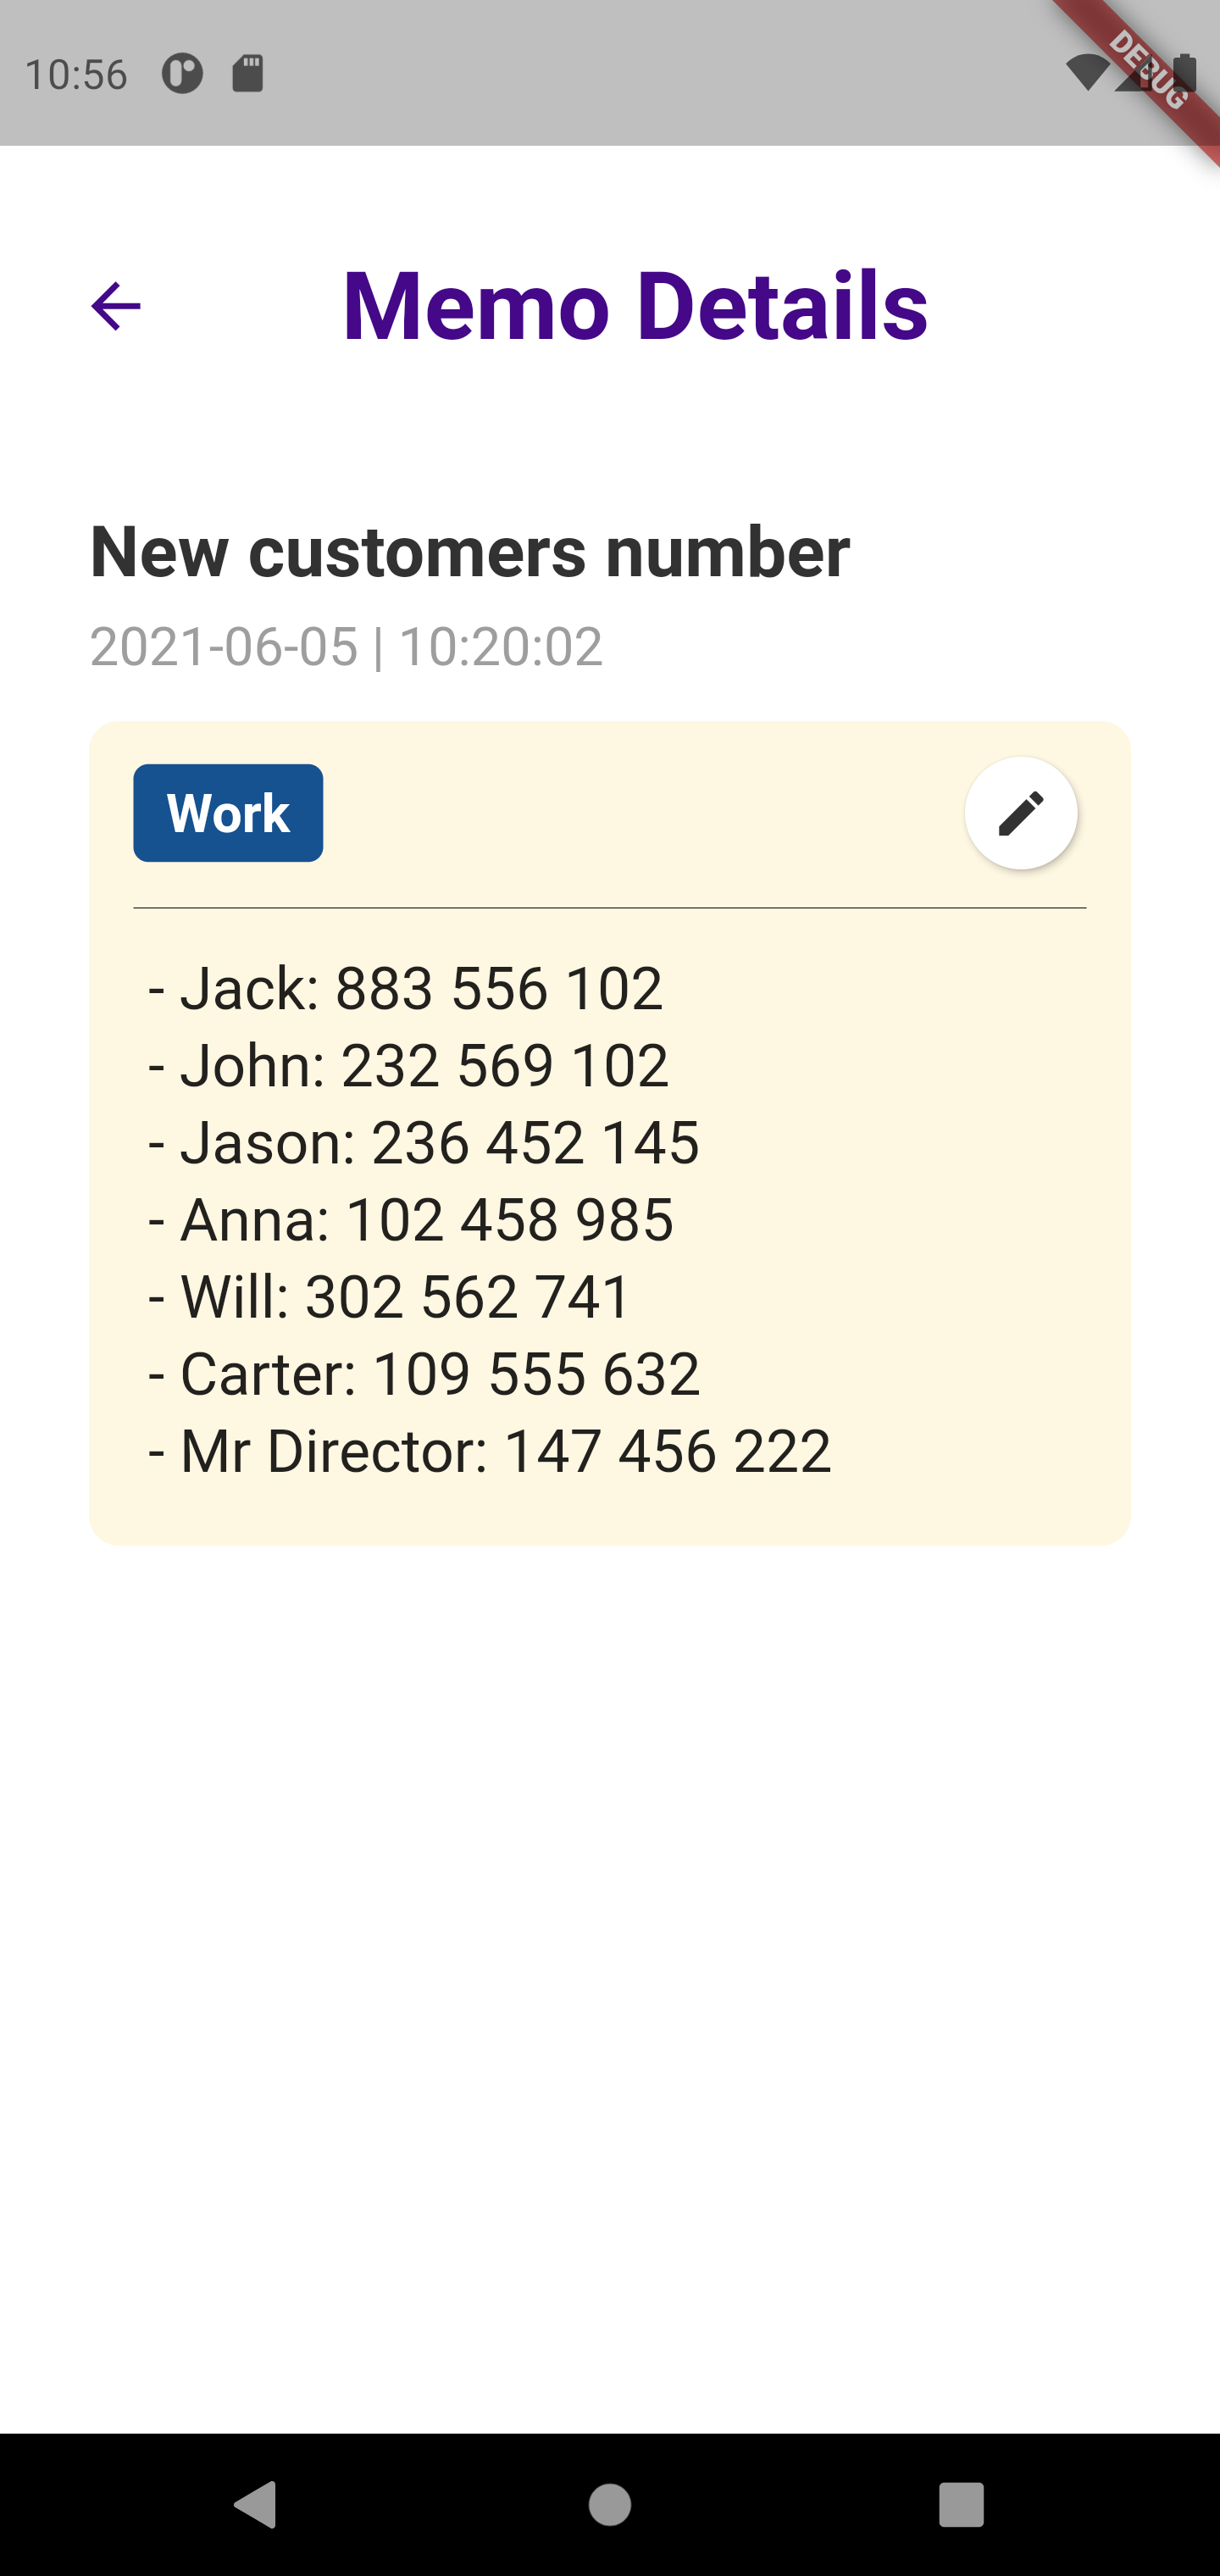 10:56
DEBUG
Memo Details
New customers number
2021-06-05 | 10:20:02
Work
- Jack: 883 556 102
- John: 232 569 102
- Jason: 236 452 145
- Anna: 102 458 985
- Will: 302 562 741
- Carter: 109 555 632
- Mr Director: 147 456 222